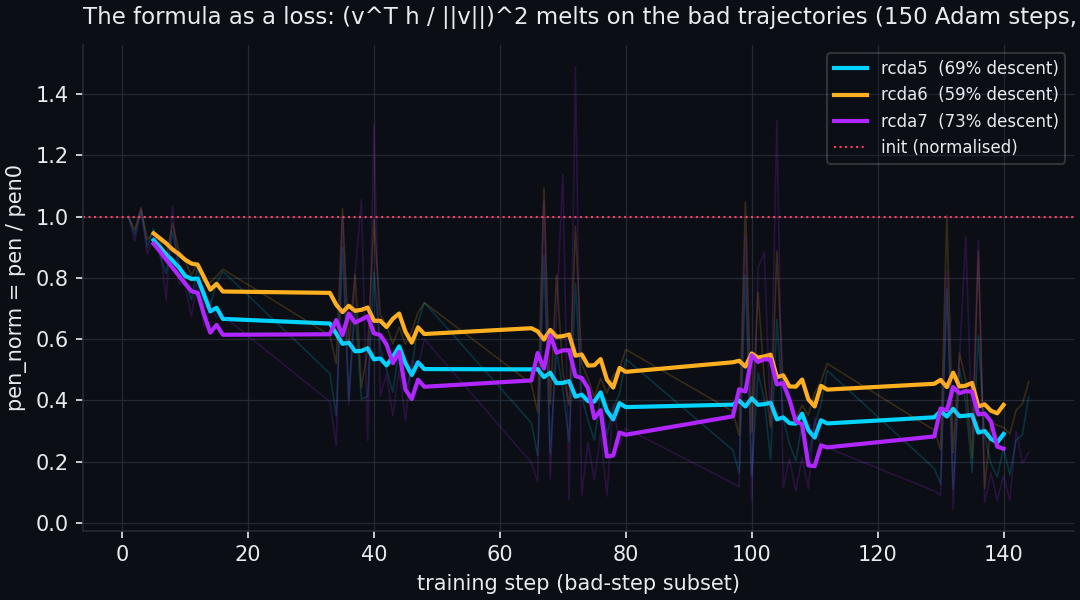 The formula as a loss: (v^T h / ||v||)^2 melts on the bad trajectories (150 Adam steps,
rcda5 (69% descent)
rcda6 (59% descent)
rcda7 (73% descent)
init (normalised)
pen_norm = pen / pen0
1.4
1.2
1.0
0.8
0.6
0.4
0.2
0.0
0
20
40
60
80
100
120
140
training step (bad-step subset)